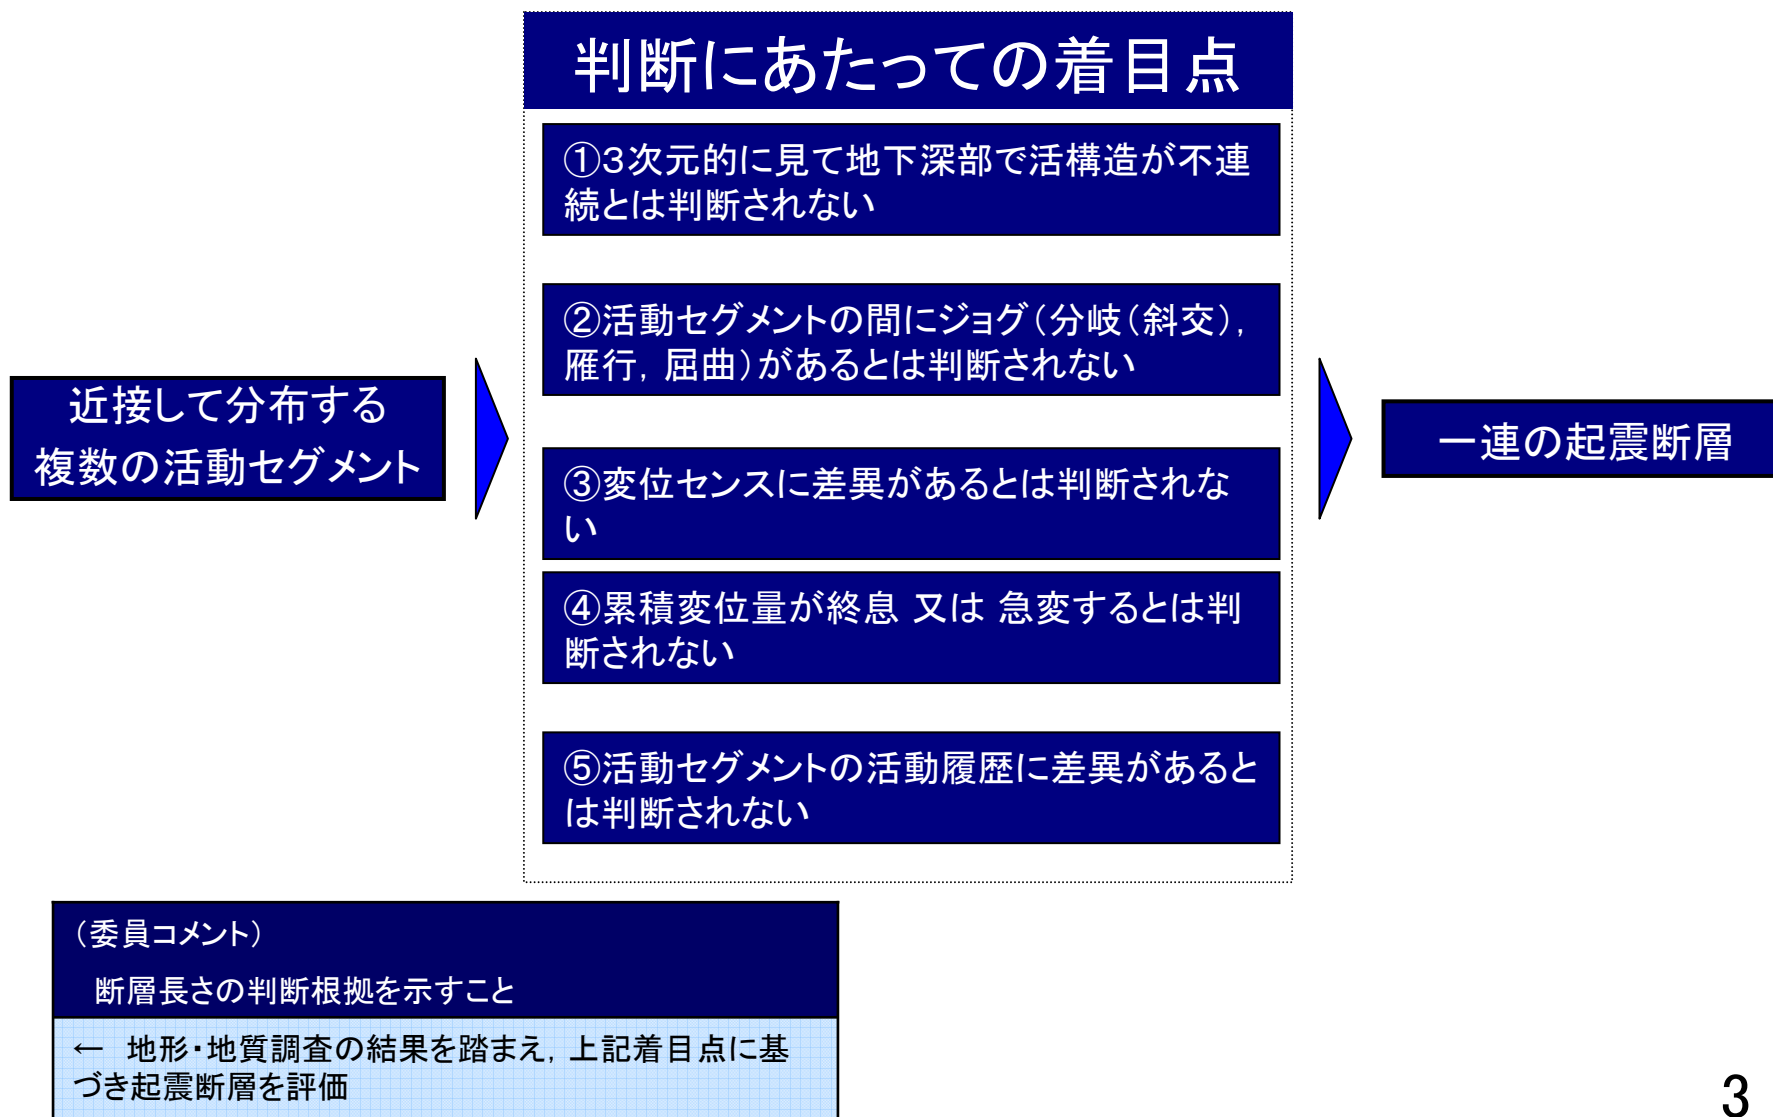 判断にあたっての着目点
①3次元的に見て地下深部で活構造が不連
続とは判断されない
②活動セグメントの間にジョグ(分岐(斜交),
雁行, 屈曲)があるとは判断されない
近接して分布する
複数の活動セグメント
一連の起震断層
③変位センスに差異があるとは判断されな
い
④累積変位量が終息 又は 急変するとは判
断されない
⑤活動セグメントの活動履歴に差異があると
は判断されない
(委員コメント)
断層長さの判断根拠を示すこと
← 地形・地質調査の結果を踏まえ, 上記着目点に基
づき起震断層を評価
3